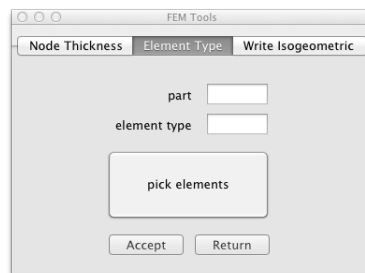 FEM Tools
Node Thickness Element Type Write Isogeometric
part
element type
pick elements
Accept Return